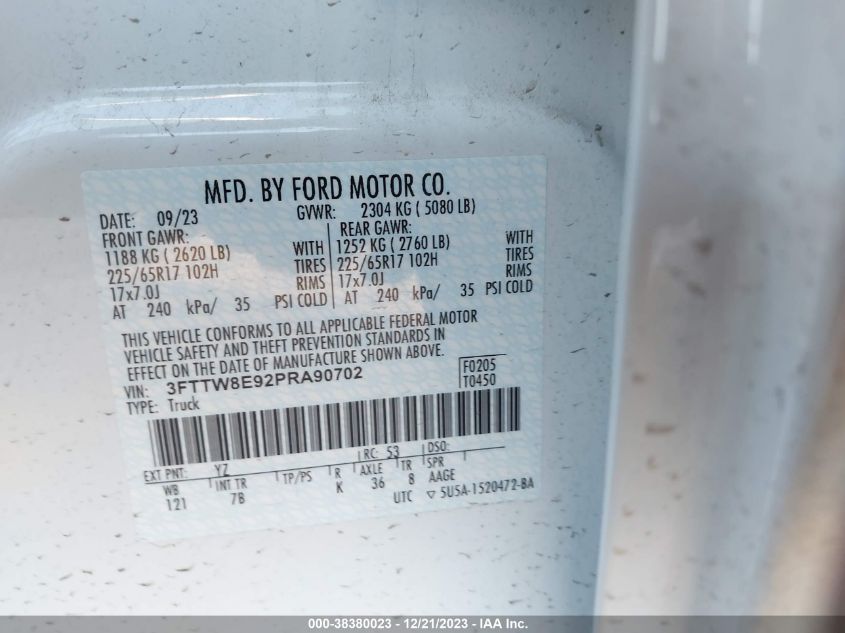 MFD. BY FORD MOTOR CO.
DATE: 09/23 GVWR: 2304 KG ( 5080 LB)
FRONT GAWR: REAR GAWR:
1188 KG ( 2620 LB) WITH 1252 KG ( 2760 LB) WITH
225/65R17 102H TIRES 225/65R17 102H TIRES
17x7.0J RIMS 17x7.0J RIMS
AT 240 kPa/ 35 PSI COLD AT 240 kPa/ 35 PSI COLD
THIS VEHICLE CONFORMS TO ALL APPLICABLE FEDERAL MOTOR
VEHICLE SAFETY AND THEFT PREVENTION STANDARDS IN
EFFECT ON THE DATE OF MANUFACTURE SHOWN ABOVE.
VIN: 3FTTW8E92PRA90702 F0205
TYPE: Truck T0450
EXT PNT: YZ RC: 53 DSO:
WB INT TR TP/PS R AXLE TR SPR
121 7B K 36 8 AAGE
UTC ▽ 5U5A-1520472-BA
000-38380023 - 12/21/2023 - IAA Inc.